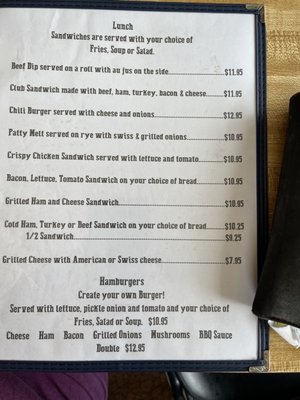 Lunch
Sandwiches are served with your choice of
Fries, Soup or Salad.
Beef Dip served on a roll with au jus on the side..................$11.95
Club Sandwich made with beef, ham, turkey, bacon & cheese......$11.95
Chili Burger served with cheese and onions.........................$12.95
Patty Melt served on rye with swiss & grilled onions...............$10.95
Crispy Chicken Sandwich served with lettuce and tomato...........$10.95
Bacon, Lettuce, Tomato Sandwich on your choice of bread..........$10.95
Grilled Ham and Cheese Sandwich....................................$10.95
Cold Ham, Turkey or Beef Sandwich on your choice of bread........$10.25
1/2 Sandwich.................................................$9.25
Grilled Cheese with American or Swiss cheese.......................$7.95
Hamburgers
Create your own Burger!
Served with lettuce, pickle onion and tomato and your choice of
Fries, Salad or Soup. $10.95
Cheese Ham Bacon Grilled Onions Mushrooms BBQ Sauce
Double $12.95